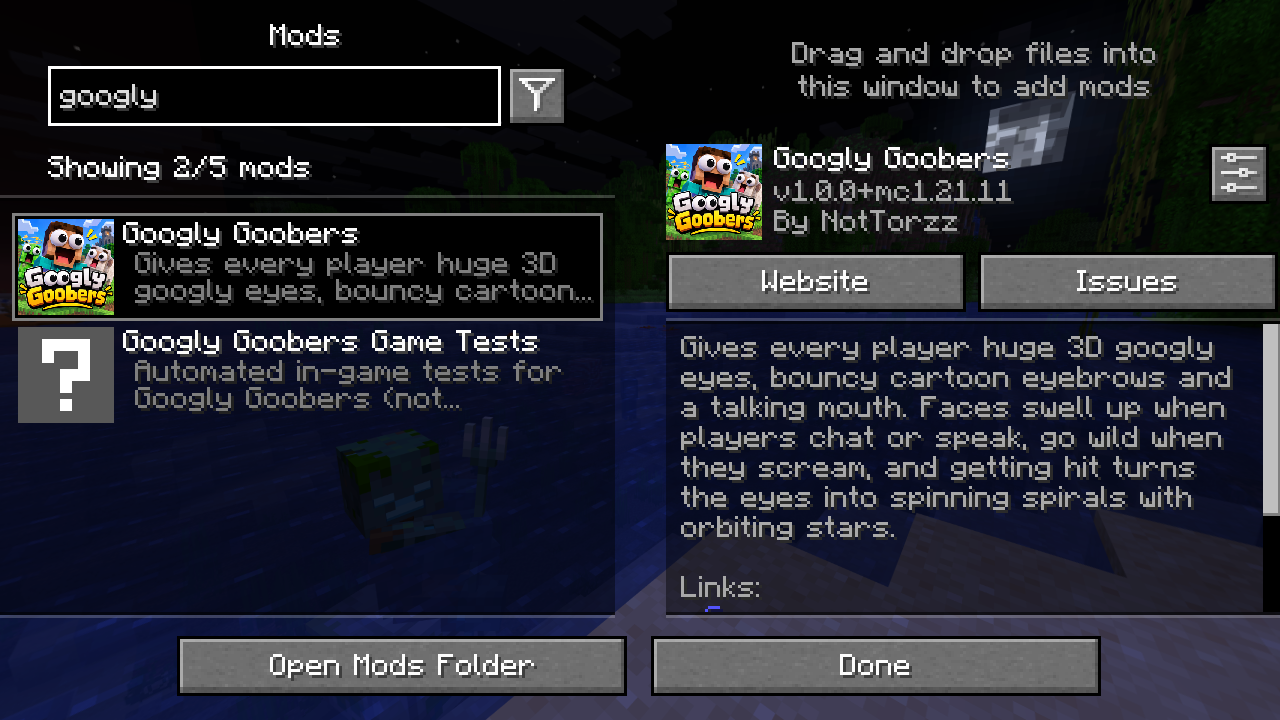 Mods
googly
Showing 2/5 mods
Googly Goobers
Gives every player huge 3D
googly eyes, bouncy cartoon...
Googly Goobers Game Tests
Automated in-game tests for
Googly Goobers (not...
Drag and drop files into
this window to add mods
Googly Goobers
v1.0.0+mc1.21.11
By NotTorzz
Website
Issues
Gives every player huge 3D googly
eyes, bouncy cartoon eyebrows and
a talking mouth. Faces swell up when
players chat or speak, go wild when
they scream, and getting hit turns
the eyes into spinning spirals with
orbiting stars.
Links:
Open Mods Folder
Done
Googly
Goobers
Googly
Goobers